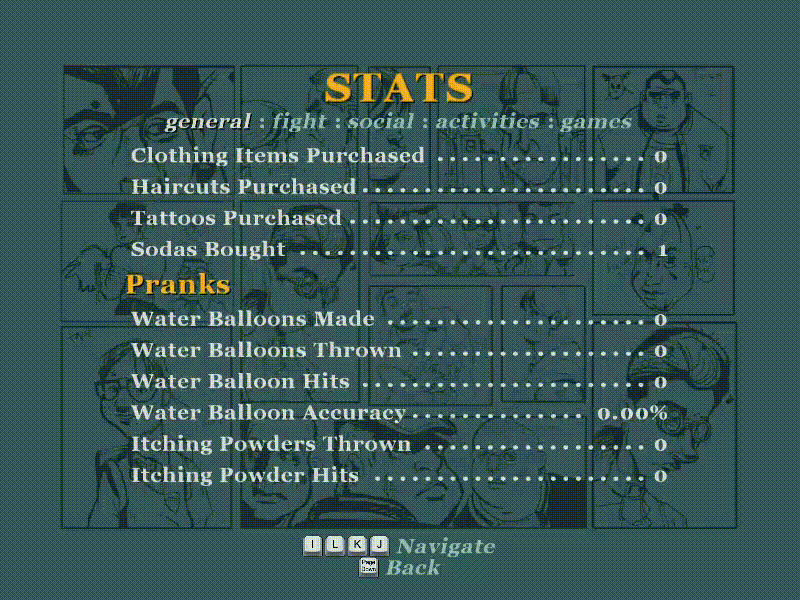 STATS
general : fight : social : activities : games
Clothing Items Purchased .................... 0
Haircuts Purchased ........................... 0
Tattoos Purchased ............................ 0
Sodas Bought ................................. 1
Pranks
Water Balloons Made ......................... 0
Water Balloons Thrown ....................... 0
Water Balloon Hits ........................... 0
Water Balloon Accuracy ................ 0.00%
Itching Powders Thrown ...................... 0
Itching Powder Hits .......................... 0
I L K J Navigate
Page Down Back